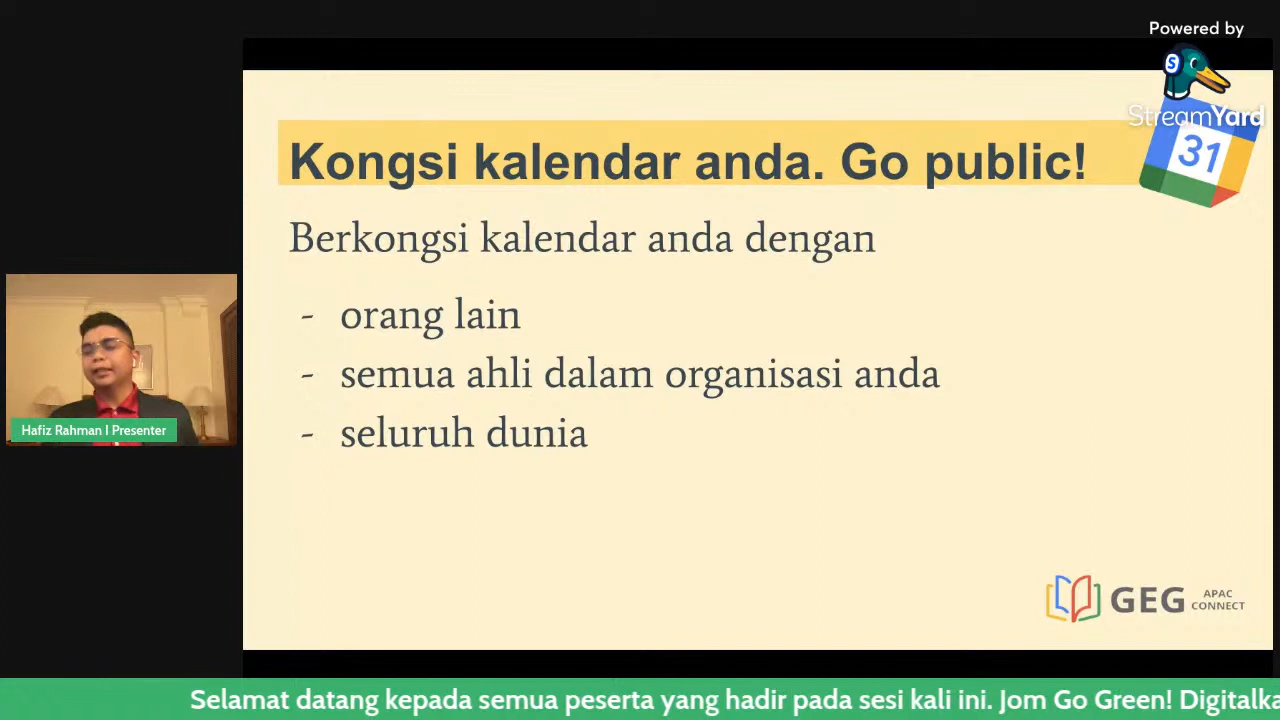 Powered by
StreamYard
31
Kongsi kalendar anda. Go public!
Berkongsi kalendar anda dengan
- orang lain
- semua ahli dalam organisasi anda
- seluruh dunia
Hafiz Rahman I Presenter
GEG APAC
CONNECT
Selamat datang kepada semua peserta yang hadir pada sesi kali ini. Jom Go Green! Digitalka